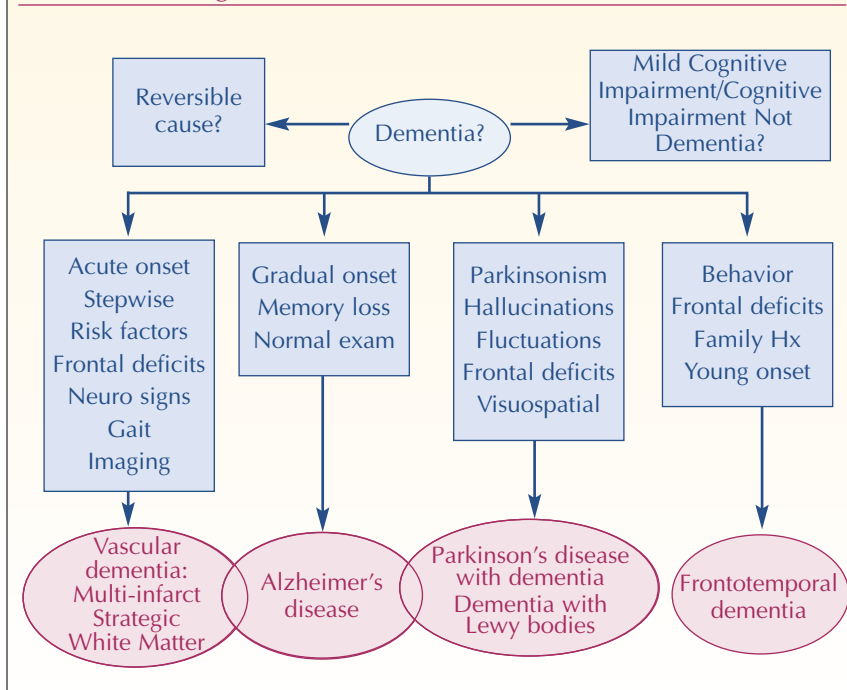 Reversible
cause?
Dementia?
Mild Cognitive
Impairment/Cognitive
Impairment Not
Dementia?
Acute onset
Stepwise
Risk factors
Frontal deficits
Neuro signs
Gait
Imaging
Gradual onset
Memory loss
Normal exam
Parkinsonism
Hallucinations
Fluctuations
Frontal deficits
Visuospatial
Behavior
Frontal deficits
Family Hx
Young onset
Vascular
dementia:
Multi-infarct
Strategic
White Matter
Alzheimer's
disease
Parkinson's disease
with dementia
Dementia with
Lewy bodies
Frontotemporal
dementia